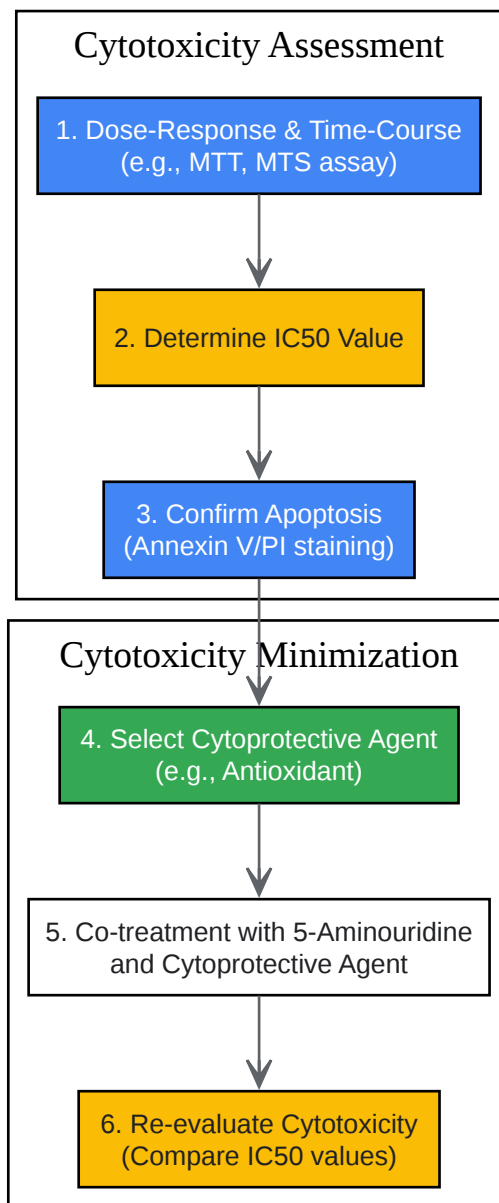 Cytotoxicity Assessment
1. Dose-Response & Time-Course
(e.g., MTT, MTS assay)
2. Determine IC50 Value
3. Confirm Apoptosis
(Annexin V/PI staining)
Cytotoxicity Minimization
4. Select Cytoprotective Agent
(e.g., Antioxidant)
5. Co-treatment with 5-Aminouridine
and Cytoprotective Agent
6. Re-evaluate Cytotoxicity
(Compare IC50 values)